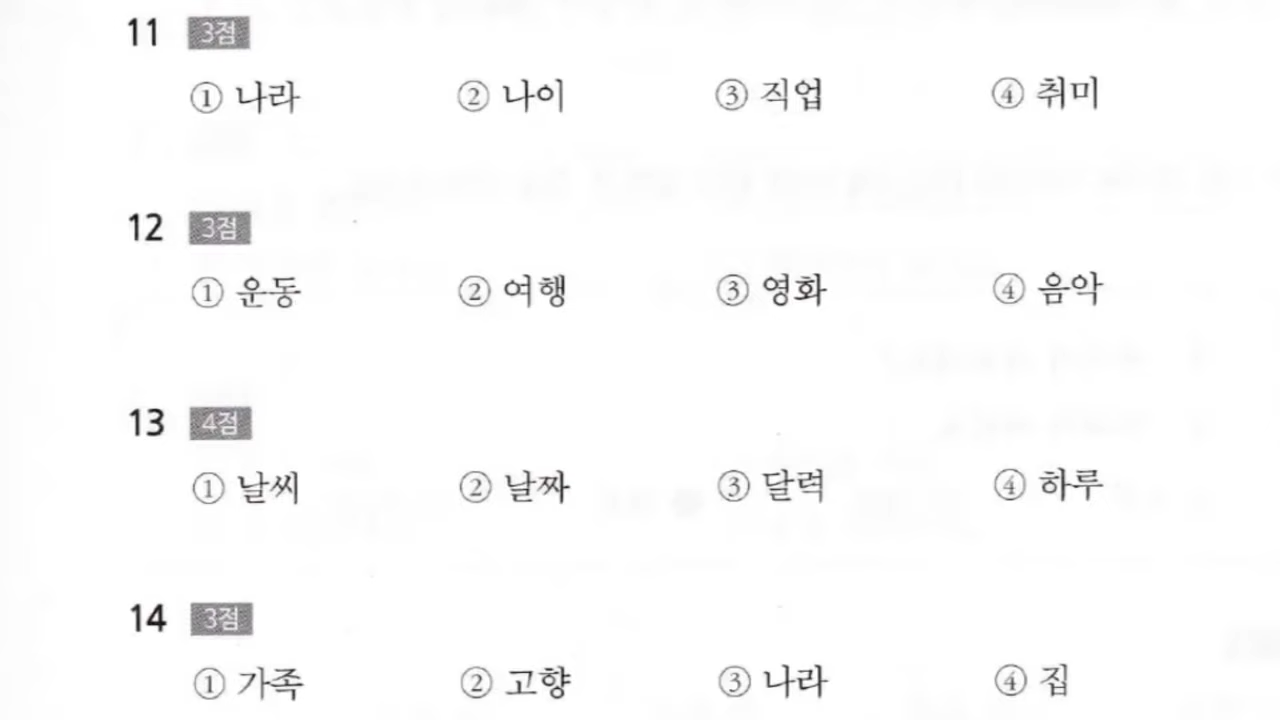 11 3점
① 나라 ② 나이 ③ 직업 ④ 취미
12 3점
① 운동 ② 여행 ③ 영화 ④ 음악
13 4점
① 날씨 ② 날짜 ③ 달력 ④ 하루
14 3점
① 가족 ② 고향 ③ 나라 ④ 집